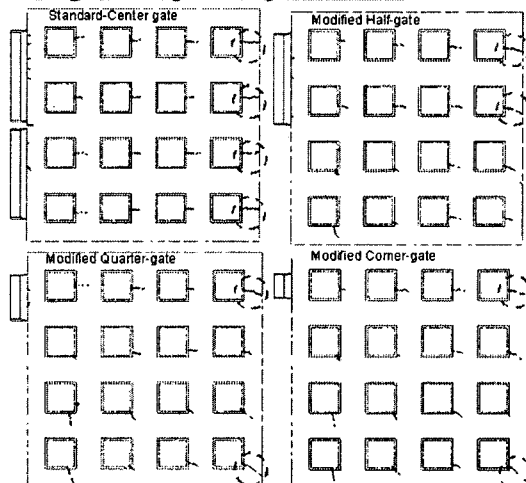 Standard-Center gate
Modified Half-gate
Modified Quarter-gate
Modified Corner-gate